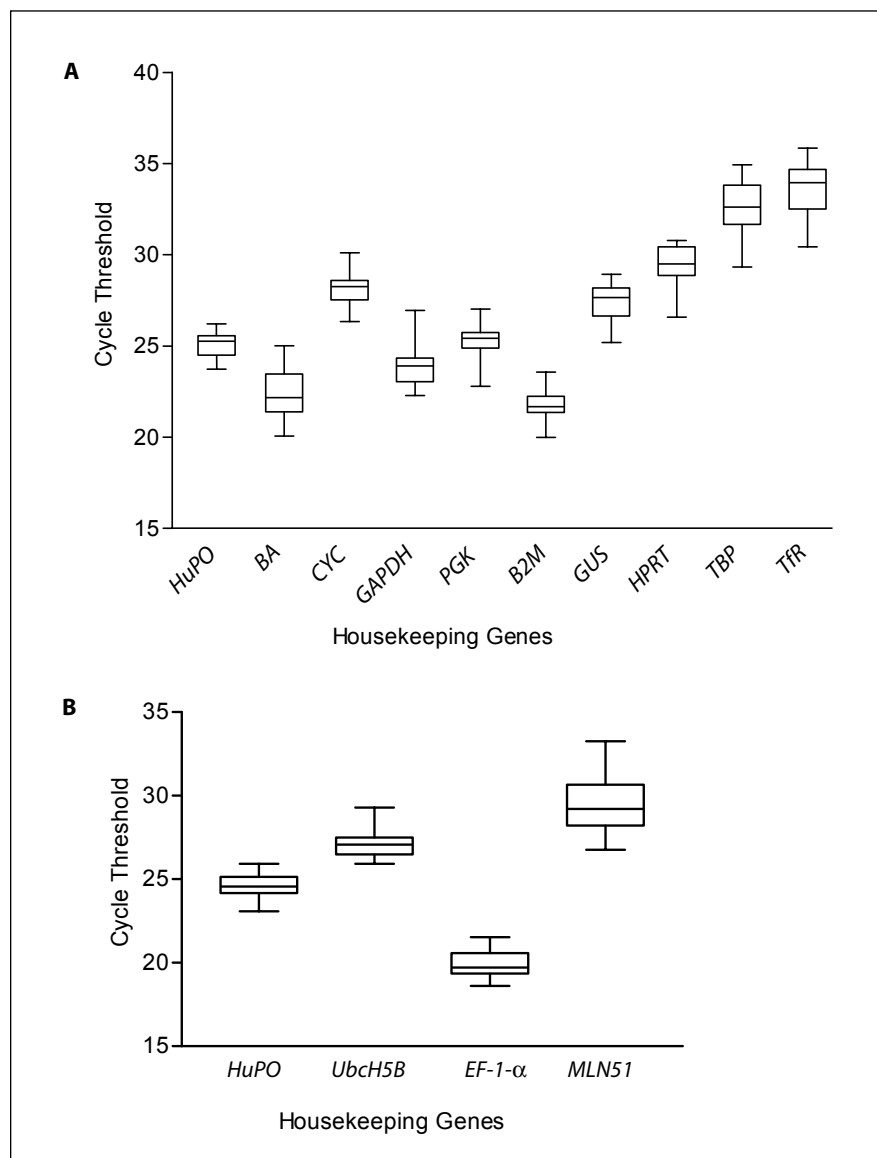 A
40
35
30
25
20
15
Cycle Threshold
HuPO BA CYC GAPDH PGK B2M GUS HPRT TBP TfR
Housekeeping Genes
B
35
30
25
20
15
Cycle Threshold
HuPO UbcH5B EF-1-α MLN51
Housekeeping Genes